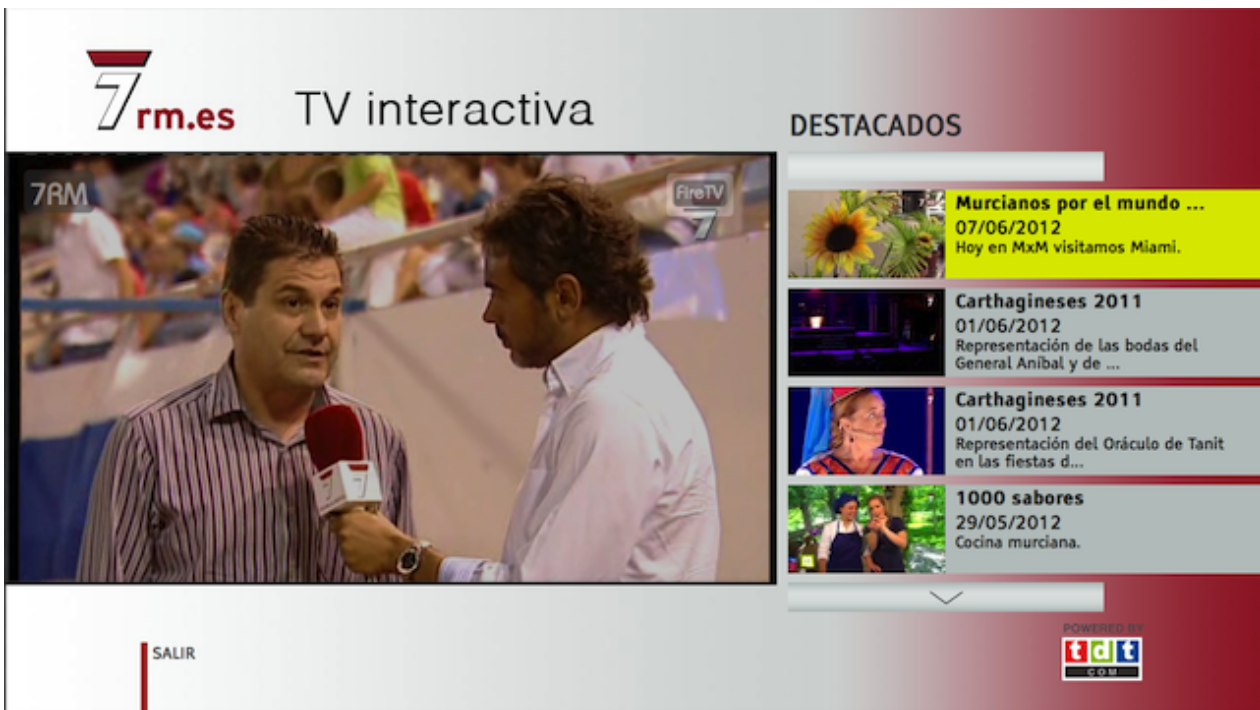 7rm.es
TV interactiva
DESTACADOS
7RM
FireTV
7
Murcianos por el mundo ...
07/06/2012
Hoy en MxM visitamos Miami.
Carthagineses 2011
01/06/2012
Representación de las bodas del
General Aníbal y de ...
Carthagineses 2011
01/06/2012
Representación del Oráculo de Tanit
en las fiestas d...
1000 sabores
29/05/2012
Cocina murciana.
7
7
SALIR
POWERED BY
tdt
COM